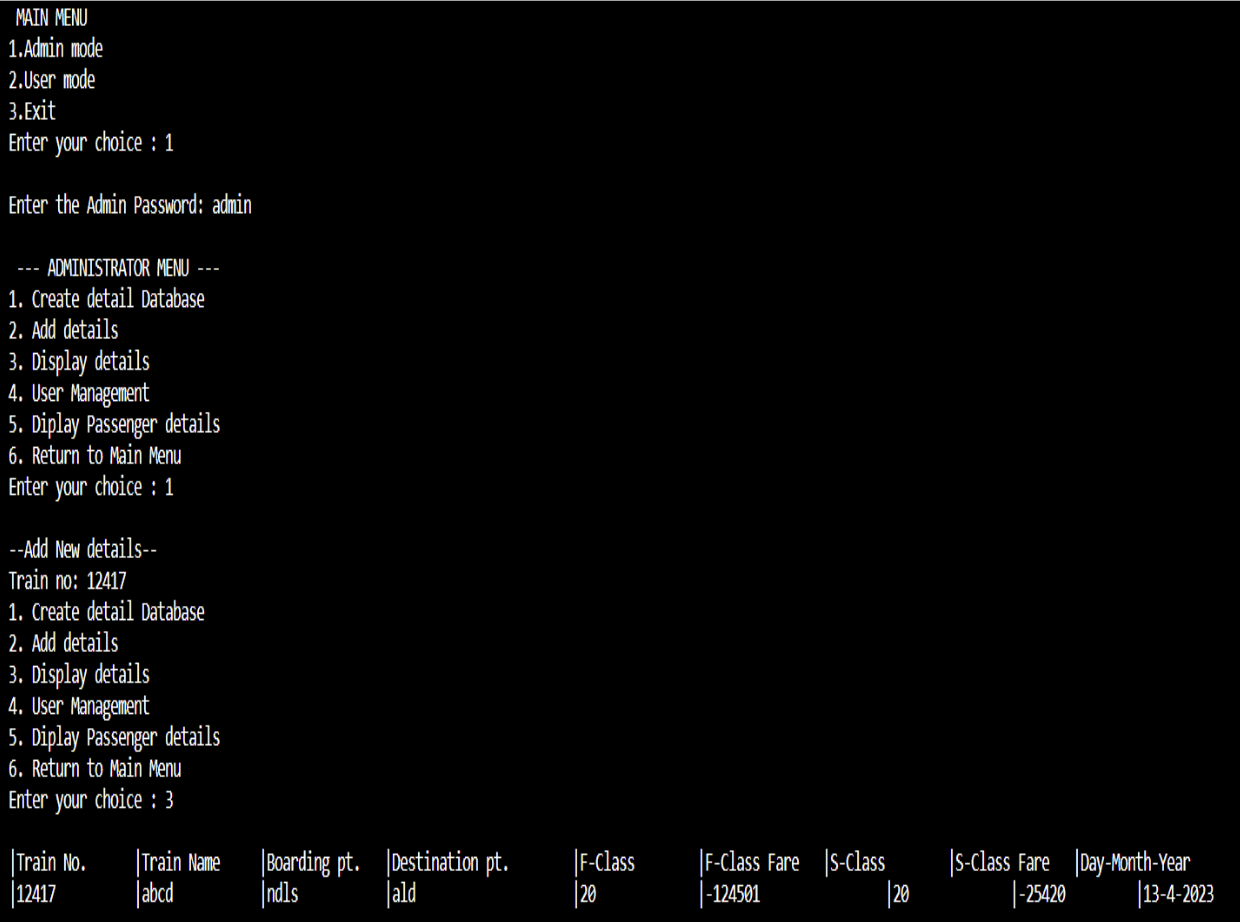 MAIN MENU
1.Admin mode
2.User mode
3.Exit
Enter your choice : 1
Enter the Admin Password: admin
--- ADMINISTRATOR MENU ---
1. Create detail Database
2. Add details
3. Display details
4. User Management
5. Diplay Passenger details
6. Return to Main Menu
Enter your choice : 1
--Add New details--
Train no: 12417
1. Create detail Database
2. Add details
3. Display details
4. User Management
5. Diplay Passenger details
6. Return to Main Menu
Enter your choice : 3
|Train No. |Train Name |Boarding pt. |Destination pt. |F-Class |F-Class Fare |S-Class |S-Class Fare |Day-Month-Year
|12417 |abcd |ndls |ald |20 |-124501 |20 |-25420 |13-4-2023